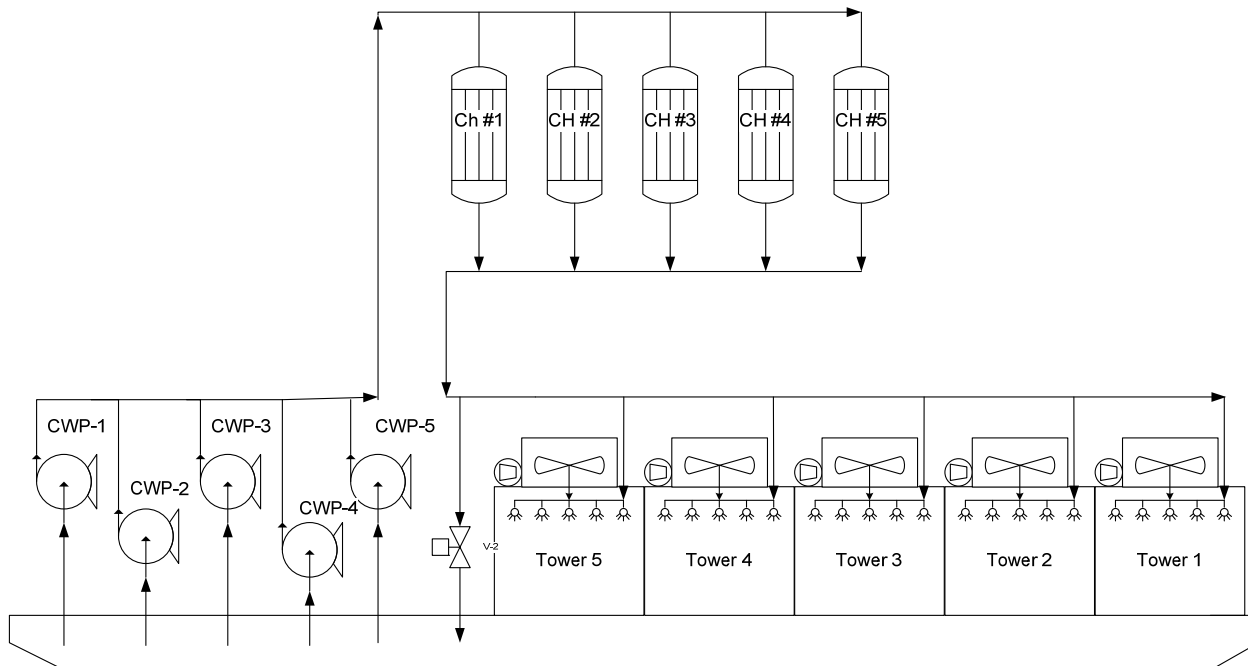 Ch #1
CH #2
CH #3
CH #4
CH #5
CWP-1
CWP-3
CWP-5
CWP-2
CWP-4
V-2
Tower 5
Tower 4
Tower 3
Tower 2
Tower 1